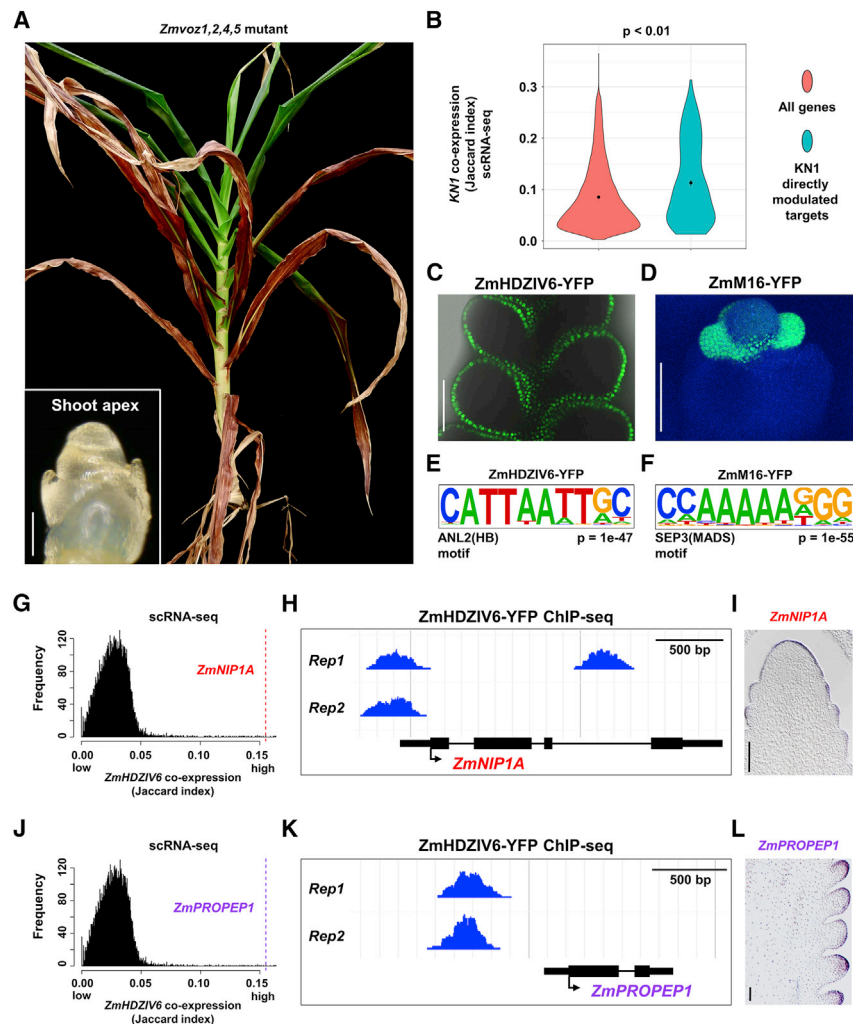 A
Zmvoz1,2,4,5 mutant
Shoot apex
B
p < 0.01
KN1 co-expression
(Jaccard index)
scRNA-seq
0.3
0.2
0.1
0.0
All genes
KN1
directly
modulated
targets
C
ZmHDZIV6-YFP
D
ZmM16-YFP
E
ZmHDZIV6-YFP
CATTAATTGC
ANL2(HB)
motif
p = 1e-47
F
ZmM16-YFP
CCAAAAAGGG
SEP3(MADS)
motif
p = 1e-55
G
scRNA-seq
Frequency
120
80
40
0
ZmNIP1A
0.00
0.05
0.10
0.15
low
high
ZmHDZIV6 co-expression
(Jaccard index)
H
ZmHDZIV6-YFP ChIP-seq
500 bp
Rep1
Rep2
ZmNIP1A
I
ZmNIP1A
J
scRNA-seq
Frequency
120
80
40
0
ZmPROPEP1
0.00
0.05
0.10
0.15
low
high
ZmHDZIV6 co-expression
(Jaccard index)
K
ZmHDZIV6-YFP ChIP-seq
500 bp
Rep1
Rep2
ZmPROPEP1
L
ZmPROPEP1